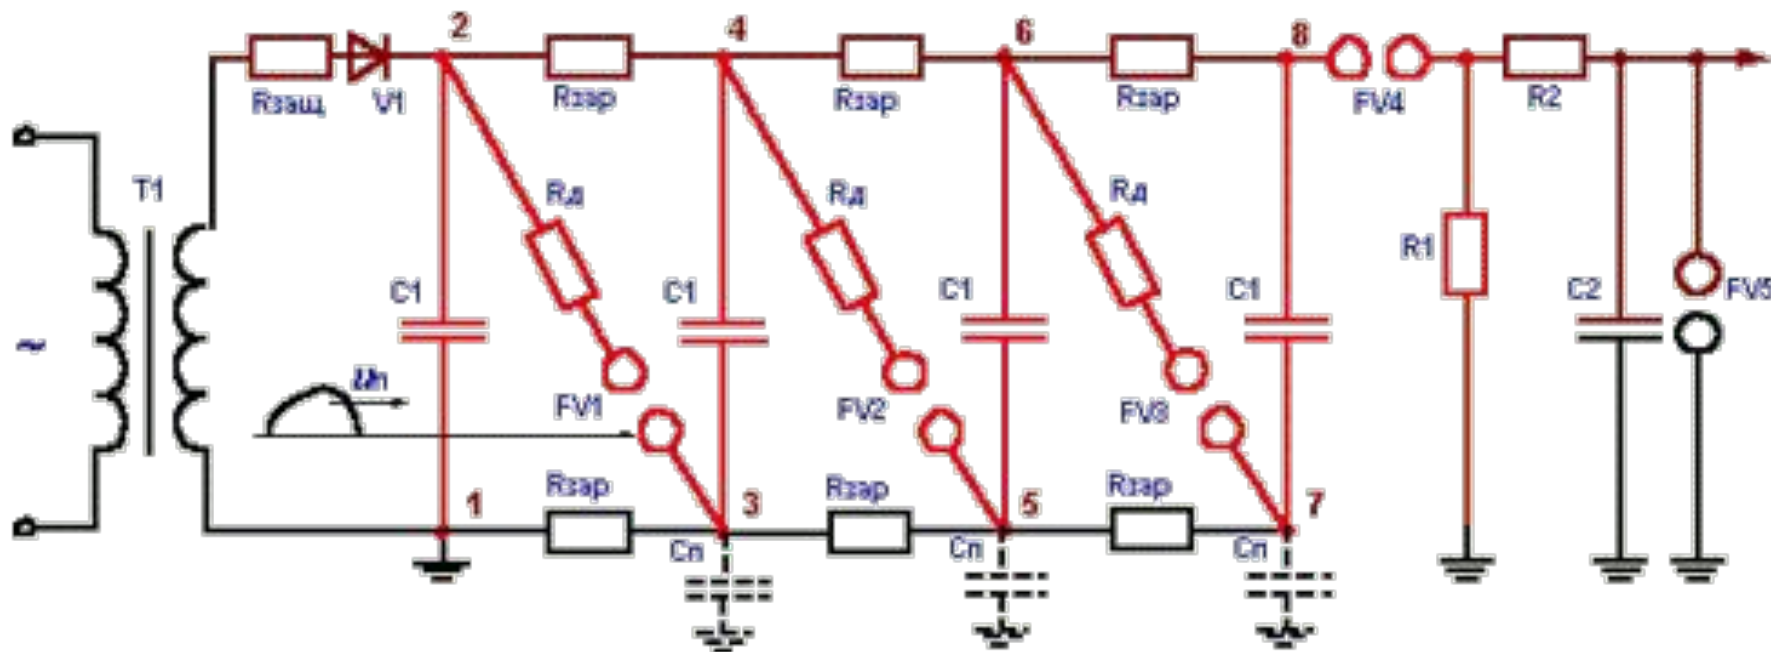 2 4 6 8
Rзащ V1 Rзар Rзар Rзар FV4 R2
T1 Rд Rд Rд
R1
C1 C1 C1 C1 C2 FV5
~
Uп
FV1 FV2 FV3
1 Rзар 3 Rзар 5 Rзар 7
Cп Cп Cп